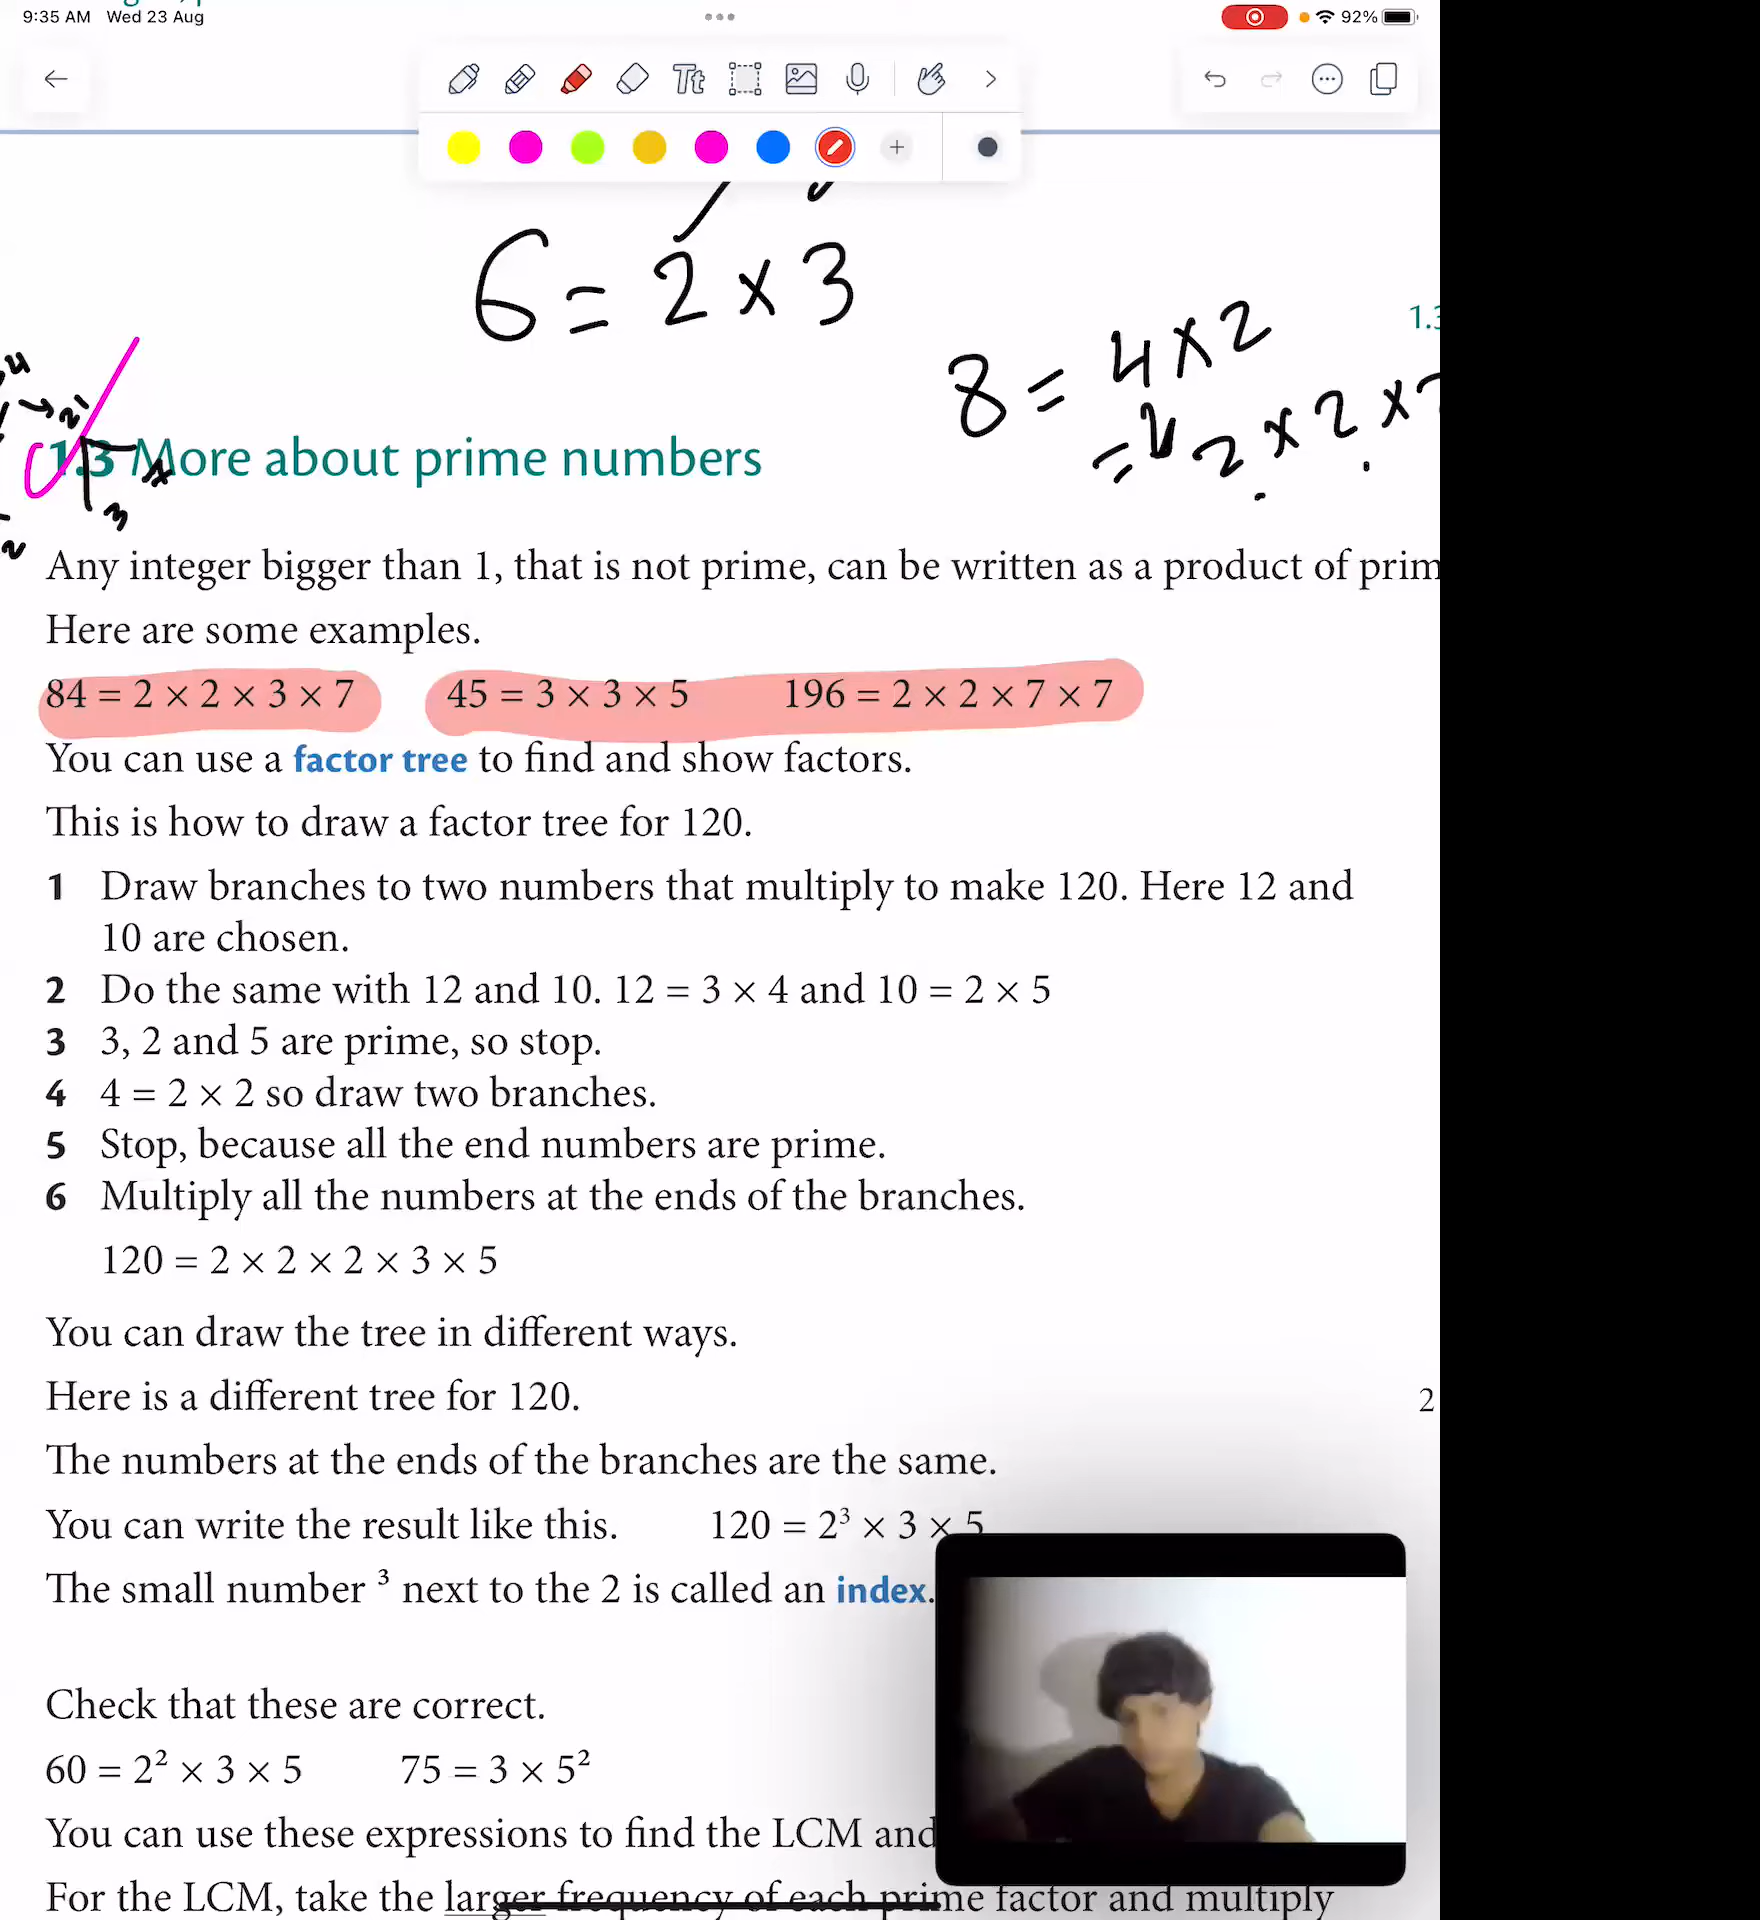 9:35 AM Wed 23 Aug
92%
Tt
6 = 2 × 3
8 = 4 × 2
= 2 × 2 ×
1.3 More about prime numbers
Any integer bigger than 1, that is not prime, can be written as a product of prim
Here are some examples.
84 = 2 × 2 × 3 × 7 45 = 3 × 3 × 5 196 = 2 × 2 × 7 × 7
You can use a factor tree to find and show factors.
This is how to draw a factor tree for 120.
1 Draw branches to two numbers that multiply to make 120. Here 12 and
10 are chosen.
2 Do the same with 12 and 10. 12 = 3 × 4 and 10 = 2 × 5
3 3, 2 and 5 are prime, so stop.
4 4 = 2 × 2 so draw two branches.
5 Stop, because all the end numbers are prime.
6 Multiply all the numbers at the ends of the branches.
120 = 2 × 2 × 2 × 3 × 5
You can draw the tree in different ways.
Here is a different tree for 120.
2
The numbers at the ends of the branches are the same.
You can write the result like this. 120 = 2³ × 3 × 5
The small number ³ next to the 2 is called an index.
Check that these are correct.
60 = 2² × 3 × 5 75 = 3 × 5²
You can use these expressions to find the LCM and
For the LCM, take the larger frequency of each prime factor and multiply